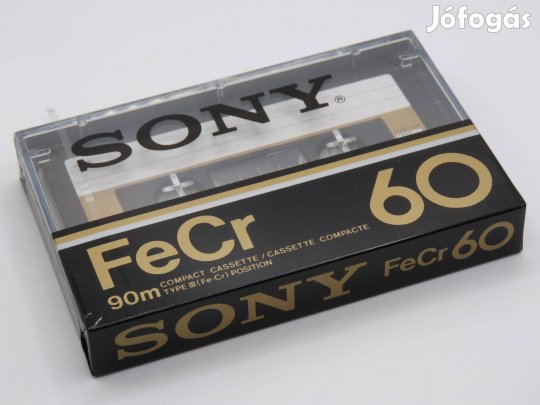 Jófogás
SONY®
FeCr 60
COMPACT CASSETTE / CASSETTE COMPACTE
90m TYPE III (Fe-Cr) POSITION
SONY FeCr 60